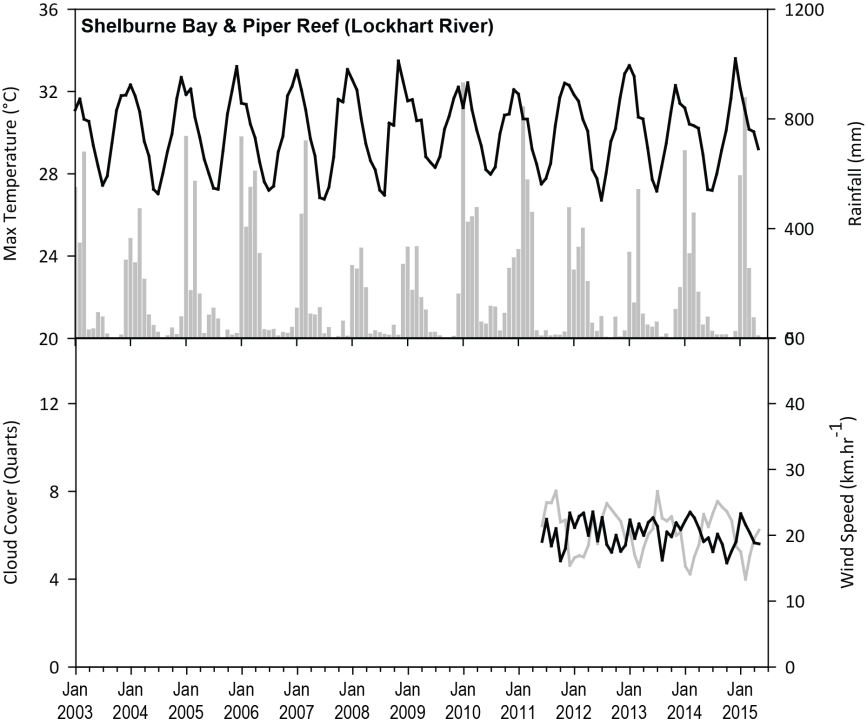 Shelburne Bay & Piper Reef (Lockhart River)
Max Temperature (°C)
36
32
28
24
20
Rainfall (mm)
1200
800
400
0
Cloud Cover (Quarts)
12
8
4
0
Wind Speed (km.hr-1)
50
40
30
20
10
0
Jan Jan Jan Jan Jan Jan Jan Jan Jan Jan Jan Jan Jan
2003 2004 2005 2006 2007 2008 2009 2010 2011 2012 2013 2014 2015